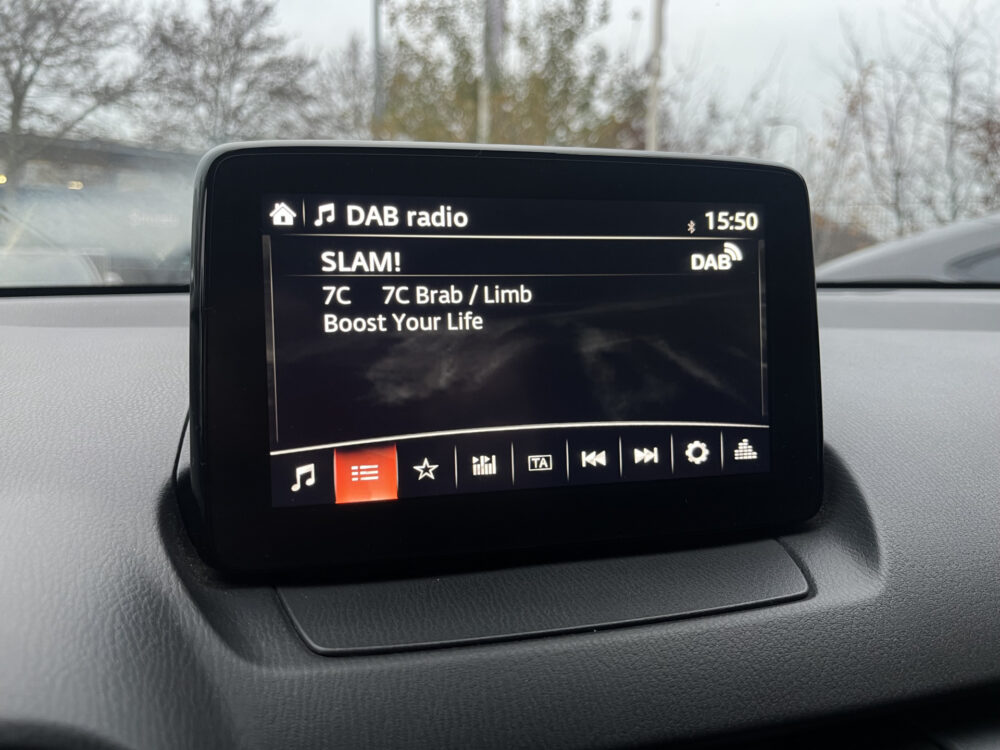 DAB radio 15:50
SLAM! DAB
7C 7C Brab / Limb
Boost Your Life
TA